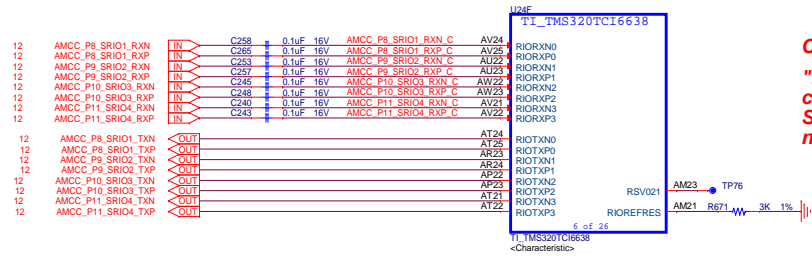 U24F
TI_TMS320TCI6638
12 AMCC_P8_SRIO1_RXN IN C258 0.1uF 16V AMCC_P8_SRIO1_RXN_C AV24 RIORXN0
12 AMCC_P8_SRIO1_RXP IN C265 0.1uF 16V AMCC_P8_SRIO1_RXP_C AV25 RIORXP0
12 AMCC_P9_SRIO2_RXN IN C253 0.1uF 16V AMCC_P9_SRIO2_RXN_C AU22 RIORXN1
12 AMCC_P9_SRIO2_RXP IN C257 0.1uF 16V AMCC_P9_SRIO2_RXP_C AU23 RIORXP1
12 AMCC_P10_SRIO3_RXN IN C245 0.1uF 16V AMCC_P10_SRIO3_RXN_C AW22 RIORXN2
12 AMCC_P10_SRIO3_RXP IN C248 0.1uF 16V AMCC_P10_SRIO3_RXP_C AW23 RIORXP2
12 AMCC_P11_SRIO4_RXN IN C240 0.1uF 16V AMCC_P11_SRIO4_RXN_C AV21 RIORXN3
12 AMCC_P11_SRIO4_RXP IN C243 0.1uF 16V AMCC_P11_SRIO4_RXP_C AV22 RIORXP3
12 AMCC_P8_SRIO1_TXN OUT AT24 RIOTXN0
12 AMCC_P8_SRIO1_TXP OUT AT25 RIOTXP0
12 AMCC_P9_SRIO2_TXN OUT AR23 RIOTXN1
12 AMCC_P9_SRIO2_TXP OUT AR24 RIOTXP1
12 AMCC_P10_SRIO3_TXN OUT AP22 RIOTXN2
12 AMCC_P10_SRIO3_TXP OUT AP23 RIOTXP2 RSV021 AM23 TP76
12 AMCC_P11_SRIO4_TXN OUT AT21 RIOTXN3
12 AMCC_P11_SRIO4_TXP OUT AT22 RIOTXP3 RIOREFRES AM21 R671 3K 1%
6 of 26
TI_TMS320TCI6638
<Characteristic>